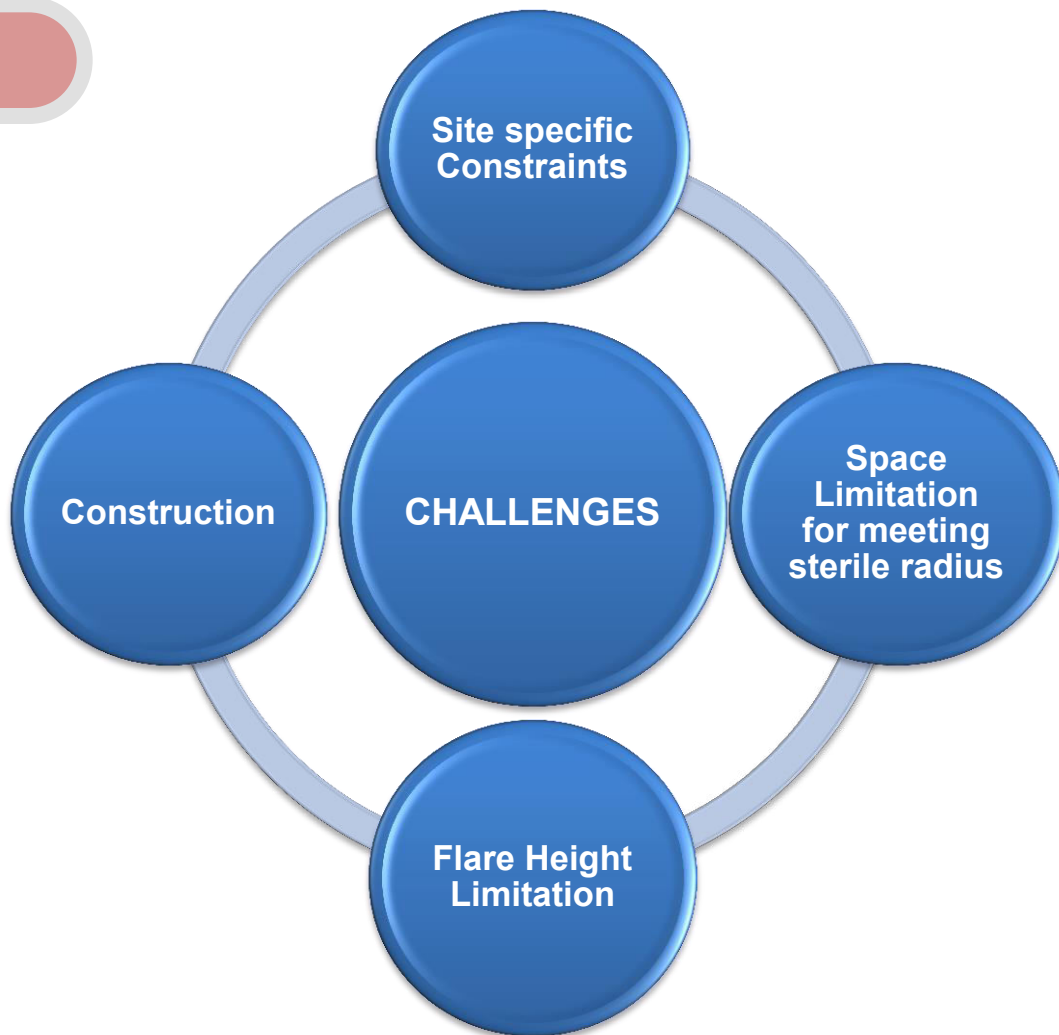 Site specific
Constraints
Construction
CHALLENGES
Space
Limitation
for meeting
sterile radius
Flare Height
Limitation